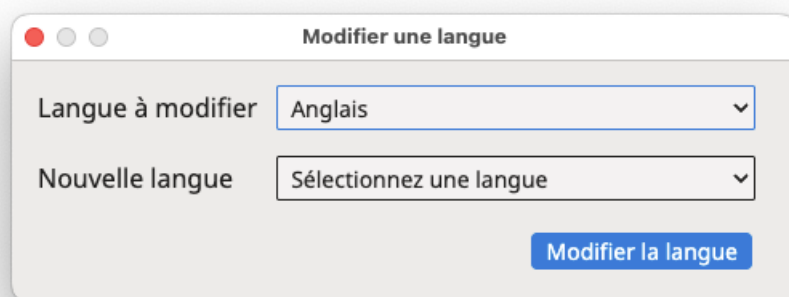 Modifier une langue
Langue à modifier Anglais
Nouvelle langue Sélectionnez une langue
Modifier la langue